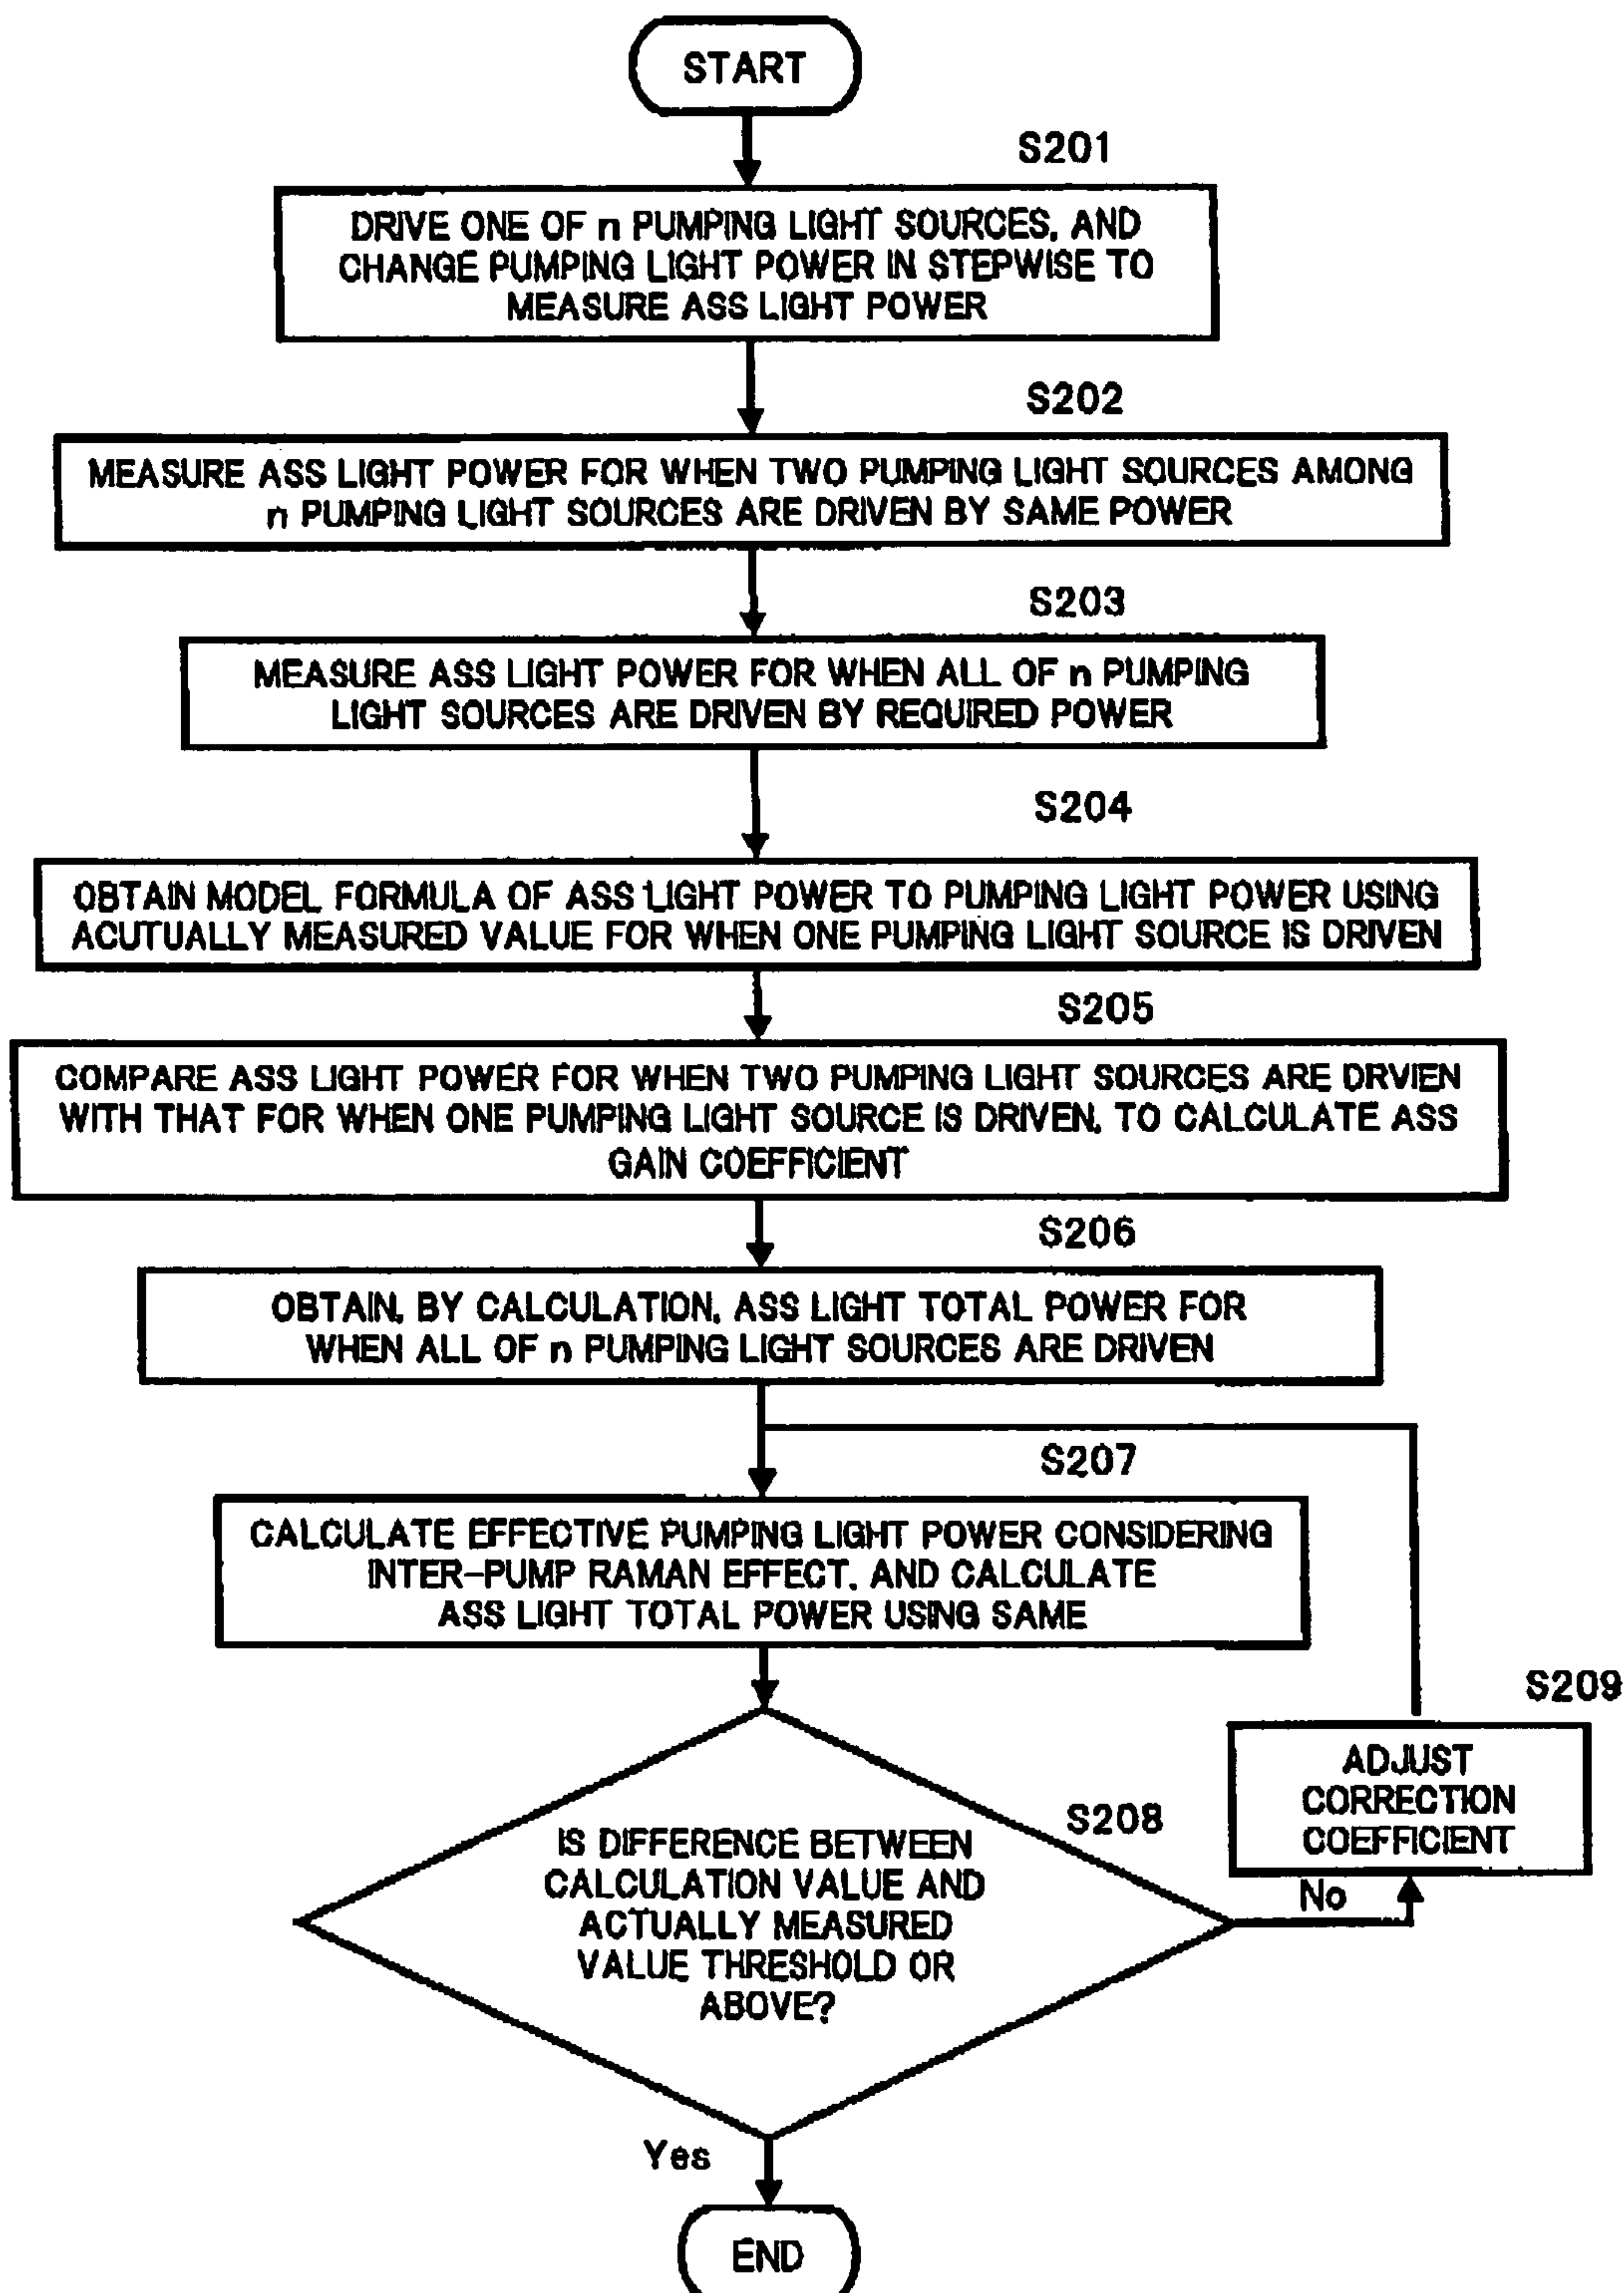 START
S201
DRIVE ONE OF n PUMPING LIGHT SOURCES, AND
CHANGE PUMPING LIGHT POWER IN STEPWISE TO
MEASURE ASS LIGHT POWER
S202
MEASURE ASS LIGHT POWER FOR WHEN TWO PUMPING LIGHT SOURCES AMONG
n PUMPING LIGHT SOURCES ARE DRIVEN BY SAME POWER
S203
MEASURE ASS LIGHT POWER FOR WHEN ALL OF n PUMPING
LIGHT SOURCES ARE DRIVEN BY REQUIRED POWER
S204
OBTAIN MODEL FORMULA OF ASS LIGHT POWER TO PUMPING LIGHT POWER USING
ACUTUALLY MEASURED VALUE FOR WHEN ONE PUMPING LIGHT SOURCE IS DRIVEN
S205
COMPARE ASS LIGHT POWER FOR WHEN TWO PUMPING LIGHT SOURCES ARE DRVIEN
WITH THAT FOR WHEN ONE PUMPING LIGHT SOURCE IS DRIVEN, TO CALCULATE ASS
GAIN COEFFICIENT
S206
OBTAIN, BY CALCULATION, ASS LIGHT TOTAL POWER FOR
WHEN ALL OF n PUMPING LIGHT SOURCES ARE DRIVEN
S207
CALCULATE EFFECTIVE PUMPING LIGHT POWER CONSIDERING
INTER-PUMP RAMAN EFFECT, AND CALCULATE
ASS LIGHT TOTAL POWER USING SAME
S208
IS DIFFERENCE BETWEEN
CALCULATION VALUE AND
ACTUALLY MEASURED
VALUE THRESHOLD OR
ABOVE?
No
S209
ADJUST
CORRECTION
COEFFICIENT
Yes
END